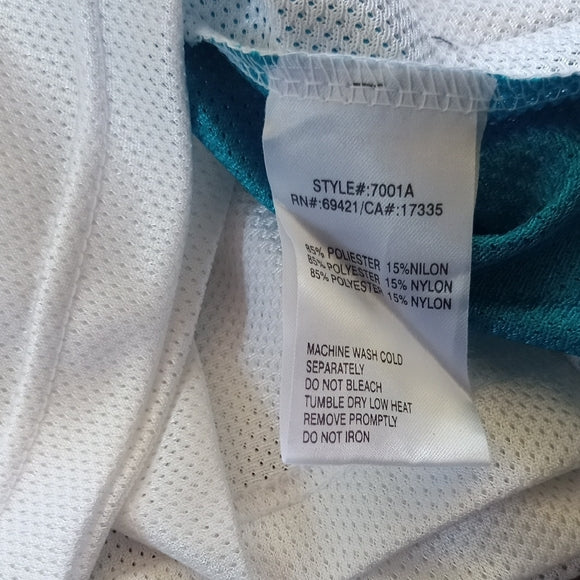 STYLE#:7001A
RN#:69421/CA#:17335
85% POLIESTER 15%NILON
85% POLYESTER 15% NYLON
85% POLYESTER 15% NYLON
MACHINE WASH COLD
SEPARATELY
DO NOT BLEACH
TUMBLE DRY LOW HEAT
REMOVE PROMPTLY
DO NOT IRON